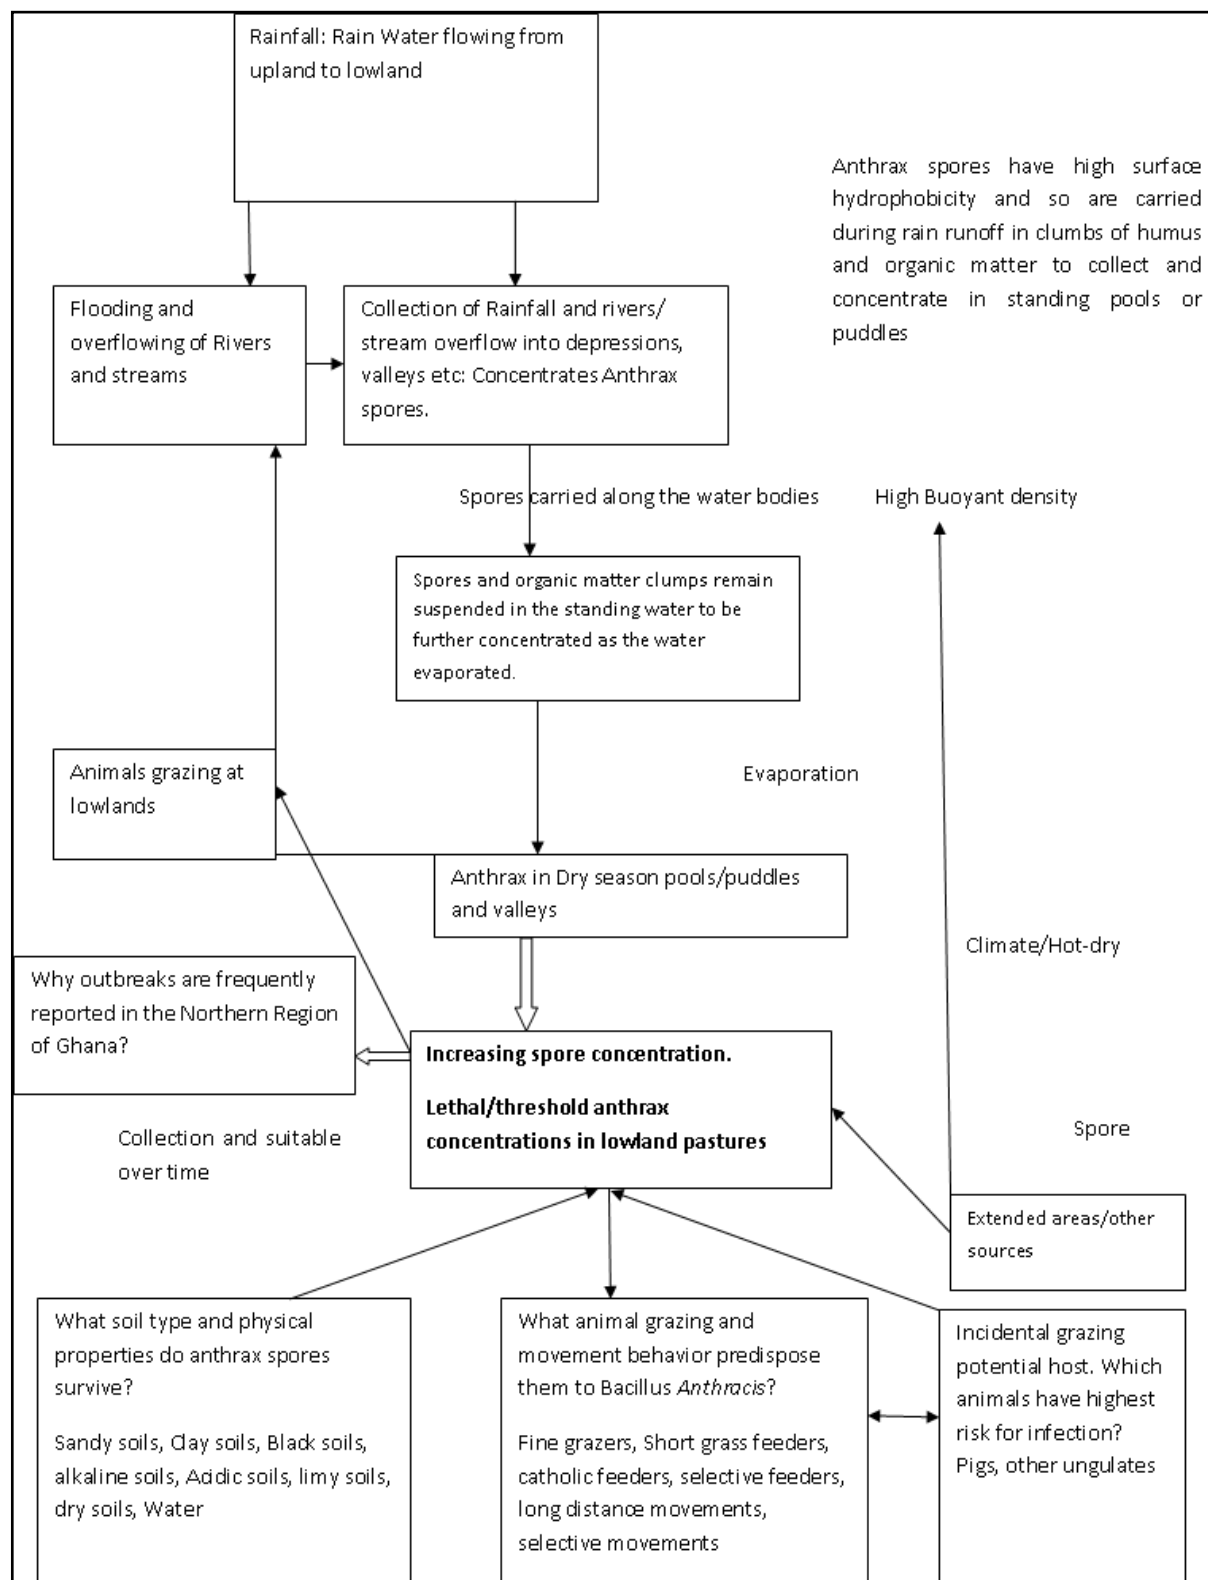 Rainfall: Rain Water flowing from
upland to lowland
Anthrax spores have high surface
hydrophobicity and so are carried
during rain runoff in clumbs of humus
and organic matter to collect and
concentrate in standing pools or
puddles
Flooding and
overflowing of Rivers
and streams
Collection of Rainfall and rivers/
stream overflow into depressions,
valleys etc: Concentrates Anthrax
spores.
Spores carried along the water bodies
High Buoyant density
Spores and organic matter clumps remain
suspended in the standing water to be
further concentrated as the water
evaporated.
Animals grazing at
lowlands
Evaporation
Anthrax in Dry season pools/puddles
and valleys
Climate/Hot-dry
Why outbreaks are frequently
reported in the Northern Region
of Ghana?
Increasing spore concentration.
Lethal/threshold anthrax
concentrations in lowland pastures
Collection and suitable
over time
Spore
Extended areas/other
sources
What soil type and physical
properties do anthrax spores
survive?
Sandy soils, Clay soils, Black soils,
alkaline soils, Acidic soils, limy soils,
dry soils, Water
What animal grazing and
movement behavior predispose
them to Bacillus Anthracis?
Fine grazers, Short grass feeders,
catholic feeders, selective feeders,
long distance movements,
selective movements
Incidental grazing
potential host. Which
animals have highest
risk for infection?
Pigs, other ungulates